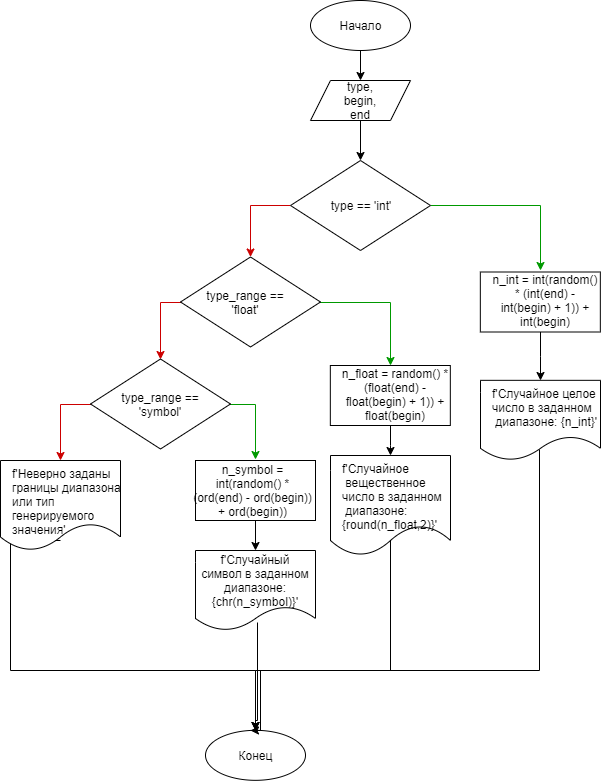 Начало
type,
begin,
end
type == 'int'
n_int = int(random()
* (int(end) -
int(begin) + 1)) +
int(begin)
type_range ==
'float'
n_float = random() *
(float(end) -
float(begin) + 1)) +
float(begin)
type_range ==
'symbol'
f'Случайное целое
число в заданном
диапазоне: {n_int}'
f'Неверно заданы
границы диапазона
или тип
генерируемого
значения'
n_symbol =
int(random() *
(ord(end) - ord(begin))
+ ord(begin))
f'Случайное
вещественное
число в заданном
диапазоне:
{round(n_float,2)}'
f'Случайный
символ в заданном
диапазоне:
{chr(n_symbol)}'
Конец